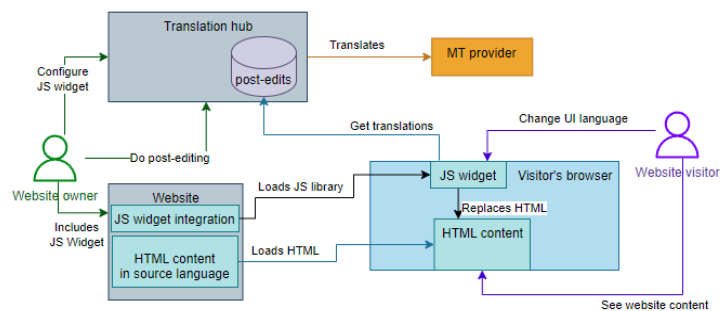 Translation hub
post-edits
Translates
MT provider
Configure
JS widget
Get translations
Change UI language
Do post-editing
Website owner
Website visitor
JS widget
Visitor's browser
Loads JS library
Website
JS widget integration
Includes
JS Widget
Replaces HTML
HTML content
HTML content
in source language
Loads HTML
See website content